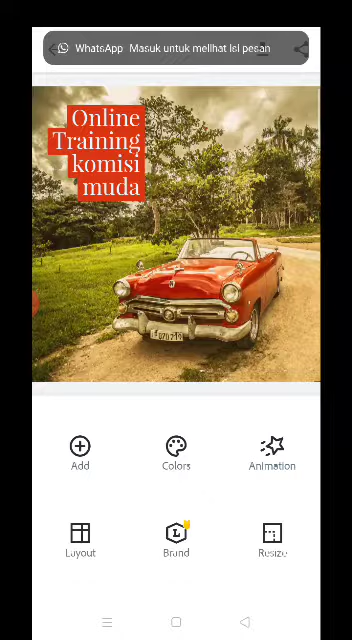 WhatsApp Masuk untuk melihat isi pesan
Online
Training
komisi
muda
Add
Colors
Animation
Layout
Brand
Resize